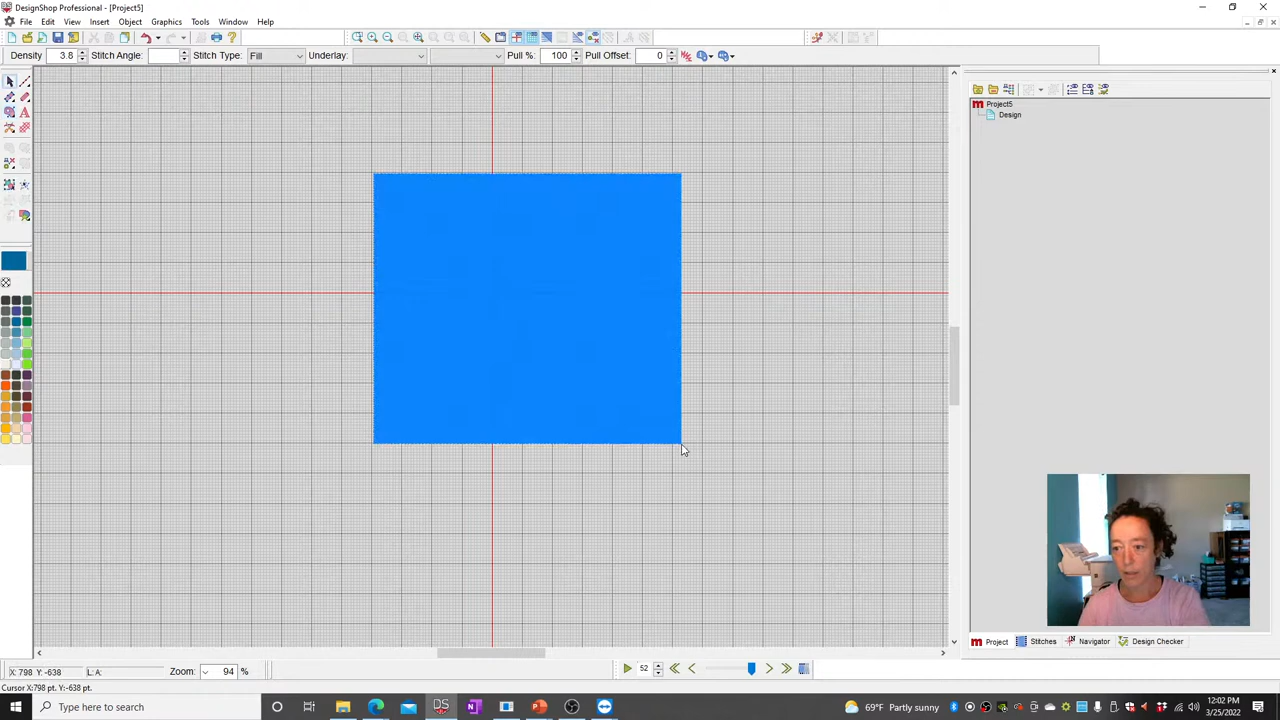 DesignShop Professional - [Project5]
File Edit View Insert Object Graphics Tools Window Help
Density 3.8 Stitch Angle: Stitch Type: Fill Underlay: Pull % 100 Pull Offset: 0
Project5
Design
Project Stitches Navigator Design Checker
X: 798 Y: -638 L: A: Zoom: 94 % 52
Cursor X:798 pt. Y:-638 pt.
Type here to search
69°F Partly sunny
12:02 PM
3/25/2022